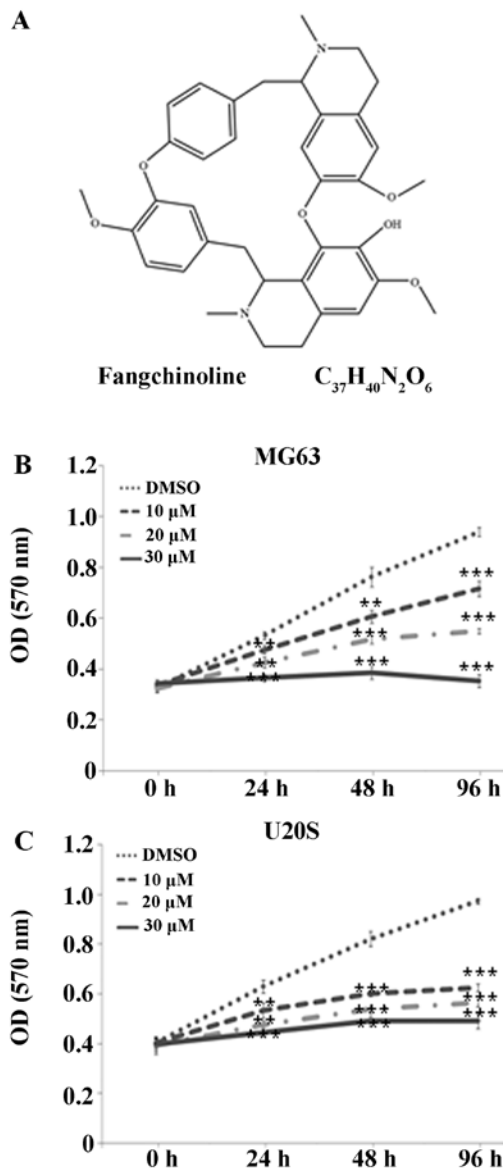 A
N
O
O
O
O
OH
N
O
Fangchinoline C₃₇H₄₀N₂O₆
B
MG63
OD (570 nm)
1.2
1.0
0.8
0.6
0.4
0.2
0
DMSO
10 µM
20 µM
30 µM
**
**
***
**
***
***
***
***
***
0 h 24 h 48 h 96 h
C
U20S
OD (570 nm)
1.2
1.0
0.8
0.6
0.4
0.2
0
DMSO
10 µM
20 µM
30 µM
**
**
***
***
***
***
***
***
***
0 h 24 h 48 h 96 h